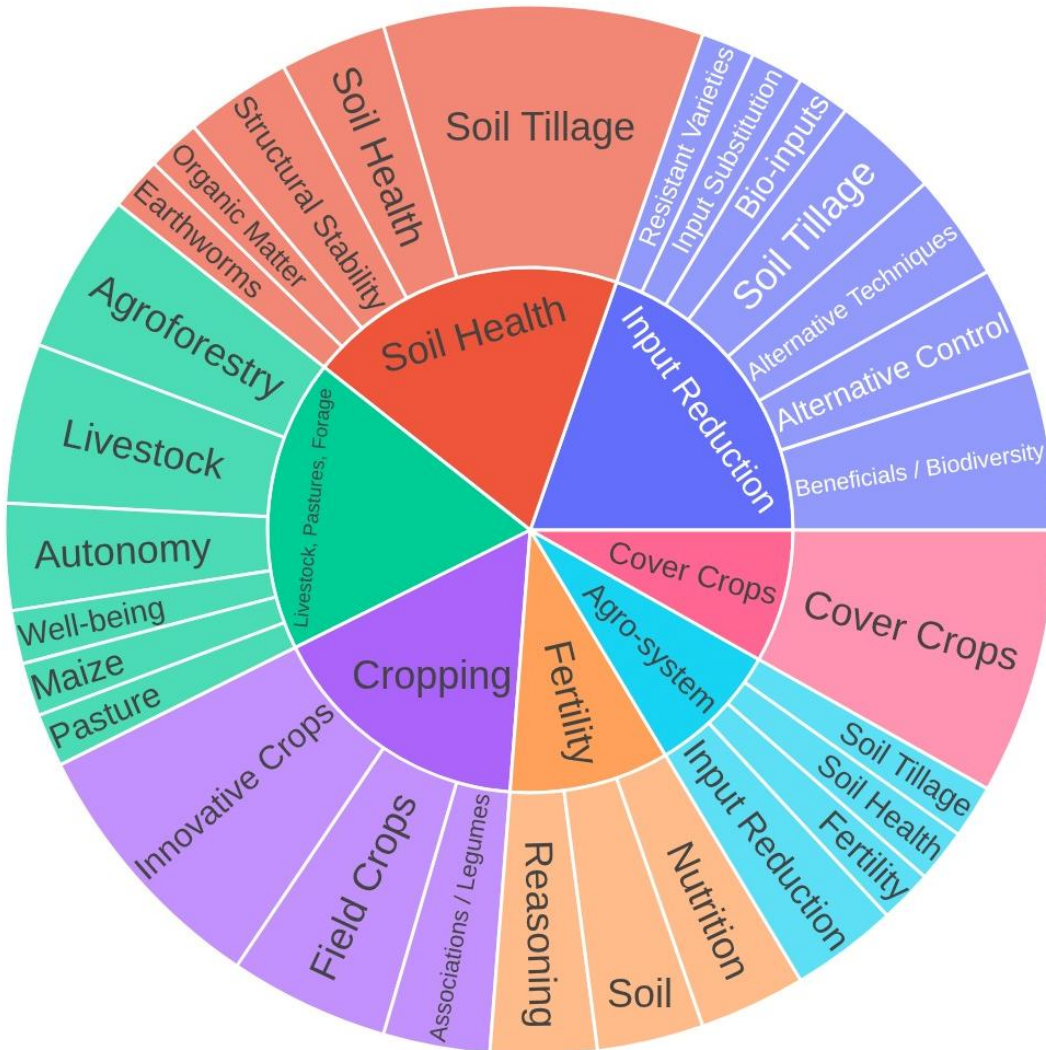 Soil Health
Soil Tillage
Soil Health
Structural Stability
Organic Matter
Earthworms
Input Reduction
Resistant Varieties
Input Substitution
Bio-inputs
Soil Tillage
Alternative Techniques
Alternative Control
Beneficials / Biodiversity
Cover Crops
Cover Crops
Agro-system
Soil Tillage
Soil Health
Fertility
Input Reduction
Fertility
Nutrition
Soil
Reasoning
Cropping
Associations / Legumes
Field Crops
Innovative Crops
Livestock, Pastures, Forage
Pasture
Maize
Well-being
Autonomy
Livestock
Agroforestry